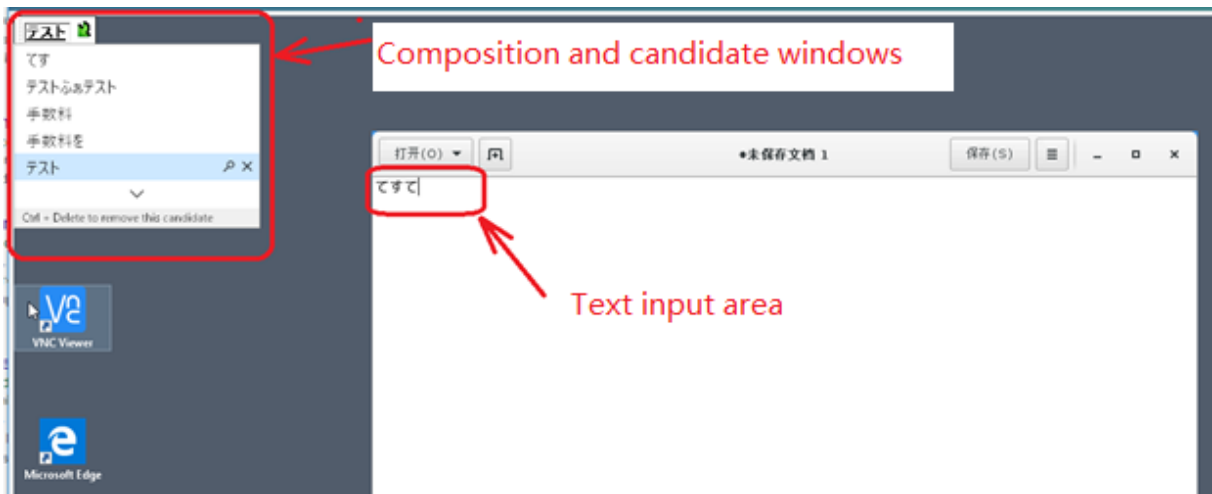 テスト
てす
テストふぁテスト
手数料
手数料を
テスト
Ctrl + Delete to remove this candidate
Composition and candidate windows
打开(O)
•未保存文档 1
保存(S)
てすて
Text input area
VNC Viewer
Microsoft Edge